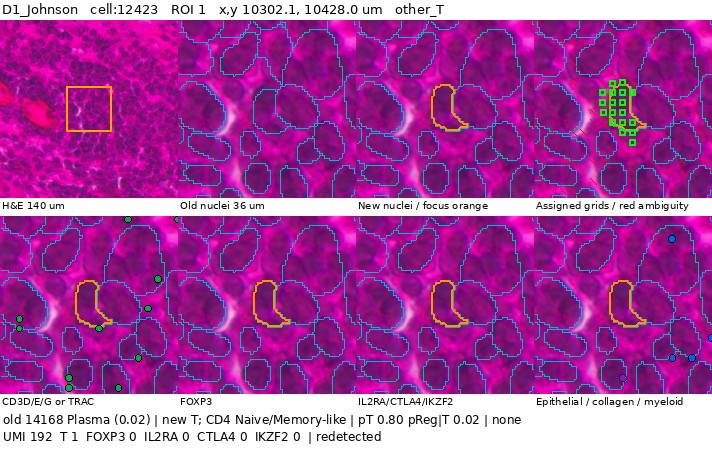 D1_Johnson cell:12423 ROI 1 x,y 10302.1, 10428.0 um other_T
H&E 140 um
Old nuclei 36 um
New nuclei / focus orange
Assigned grids / red ambiguity
CD3D/E/G or TRAC
FOXP3
IL2RA/CTLA4/IKZF2
Epithelial / collagen / myeloid
old 14168 Plasma (0.02) | new T; CD4 Naive/Memory-like | pT 0.80 pReg|T 0.02 | none
UMI 192 T 1 FOXP3 0 IL2RA 0 CTLA4 0 IKZF2 0 | redetected